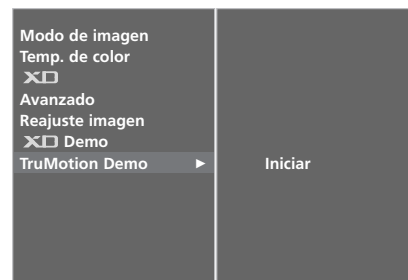 Modo de imagen
Temp. de color
XD
Avanzado
Reajuste imagen
XD Demo
TruMotion Demo ► Iniciar